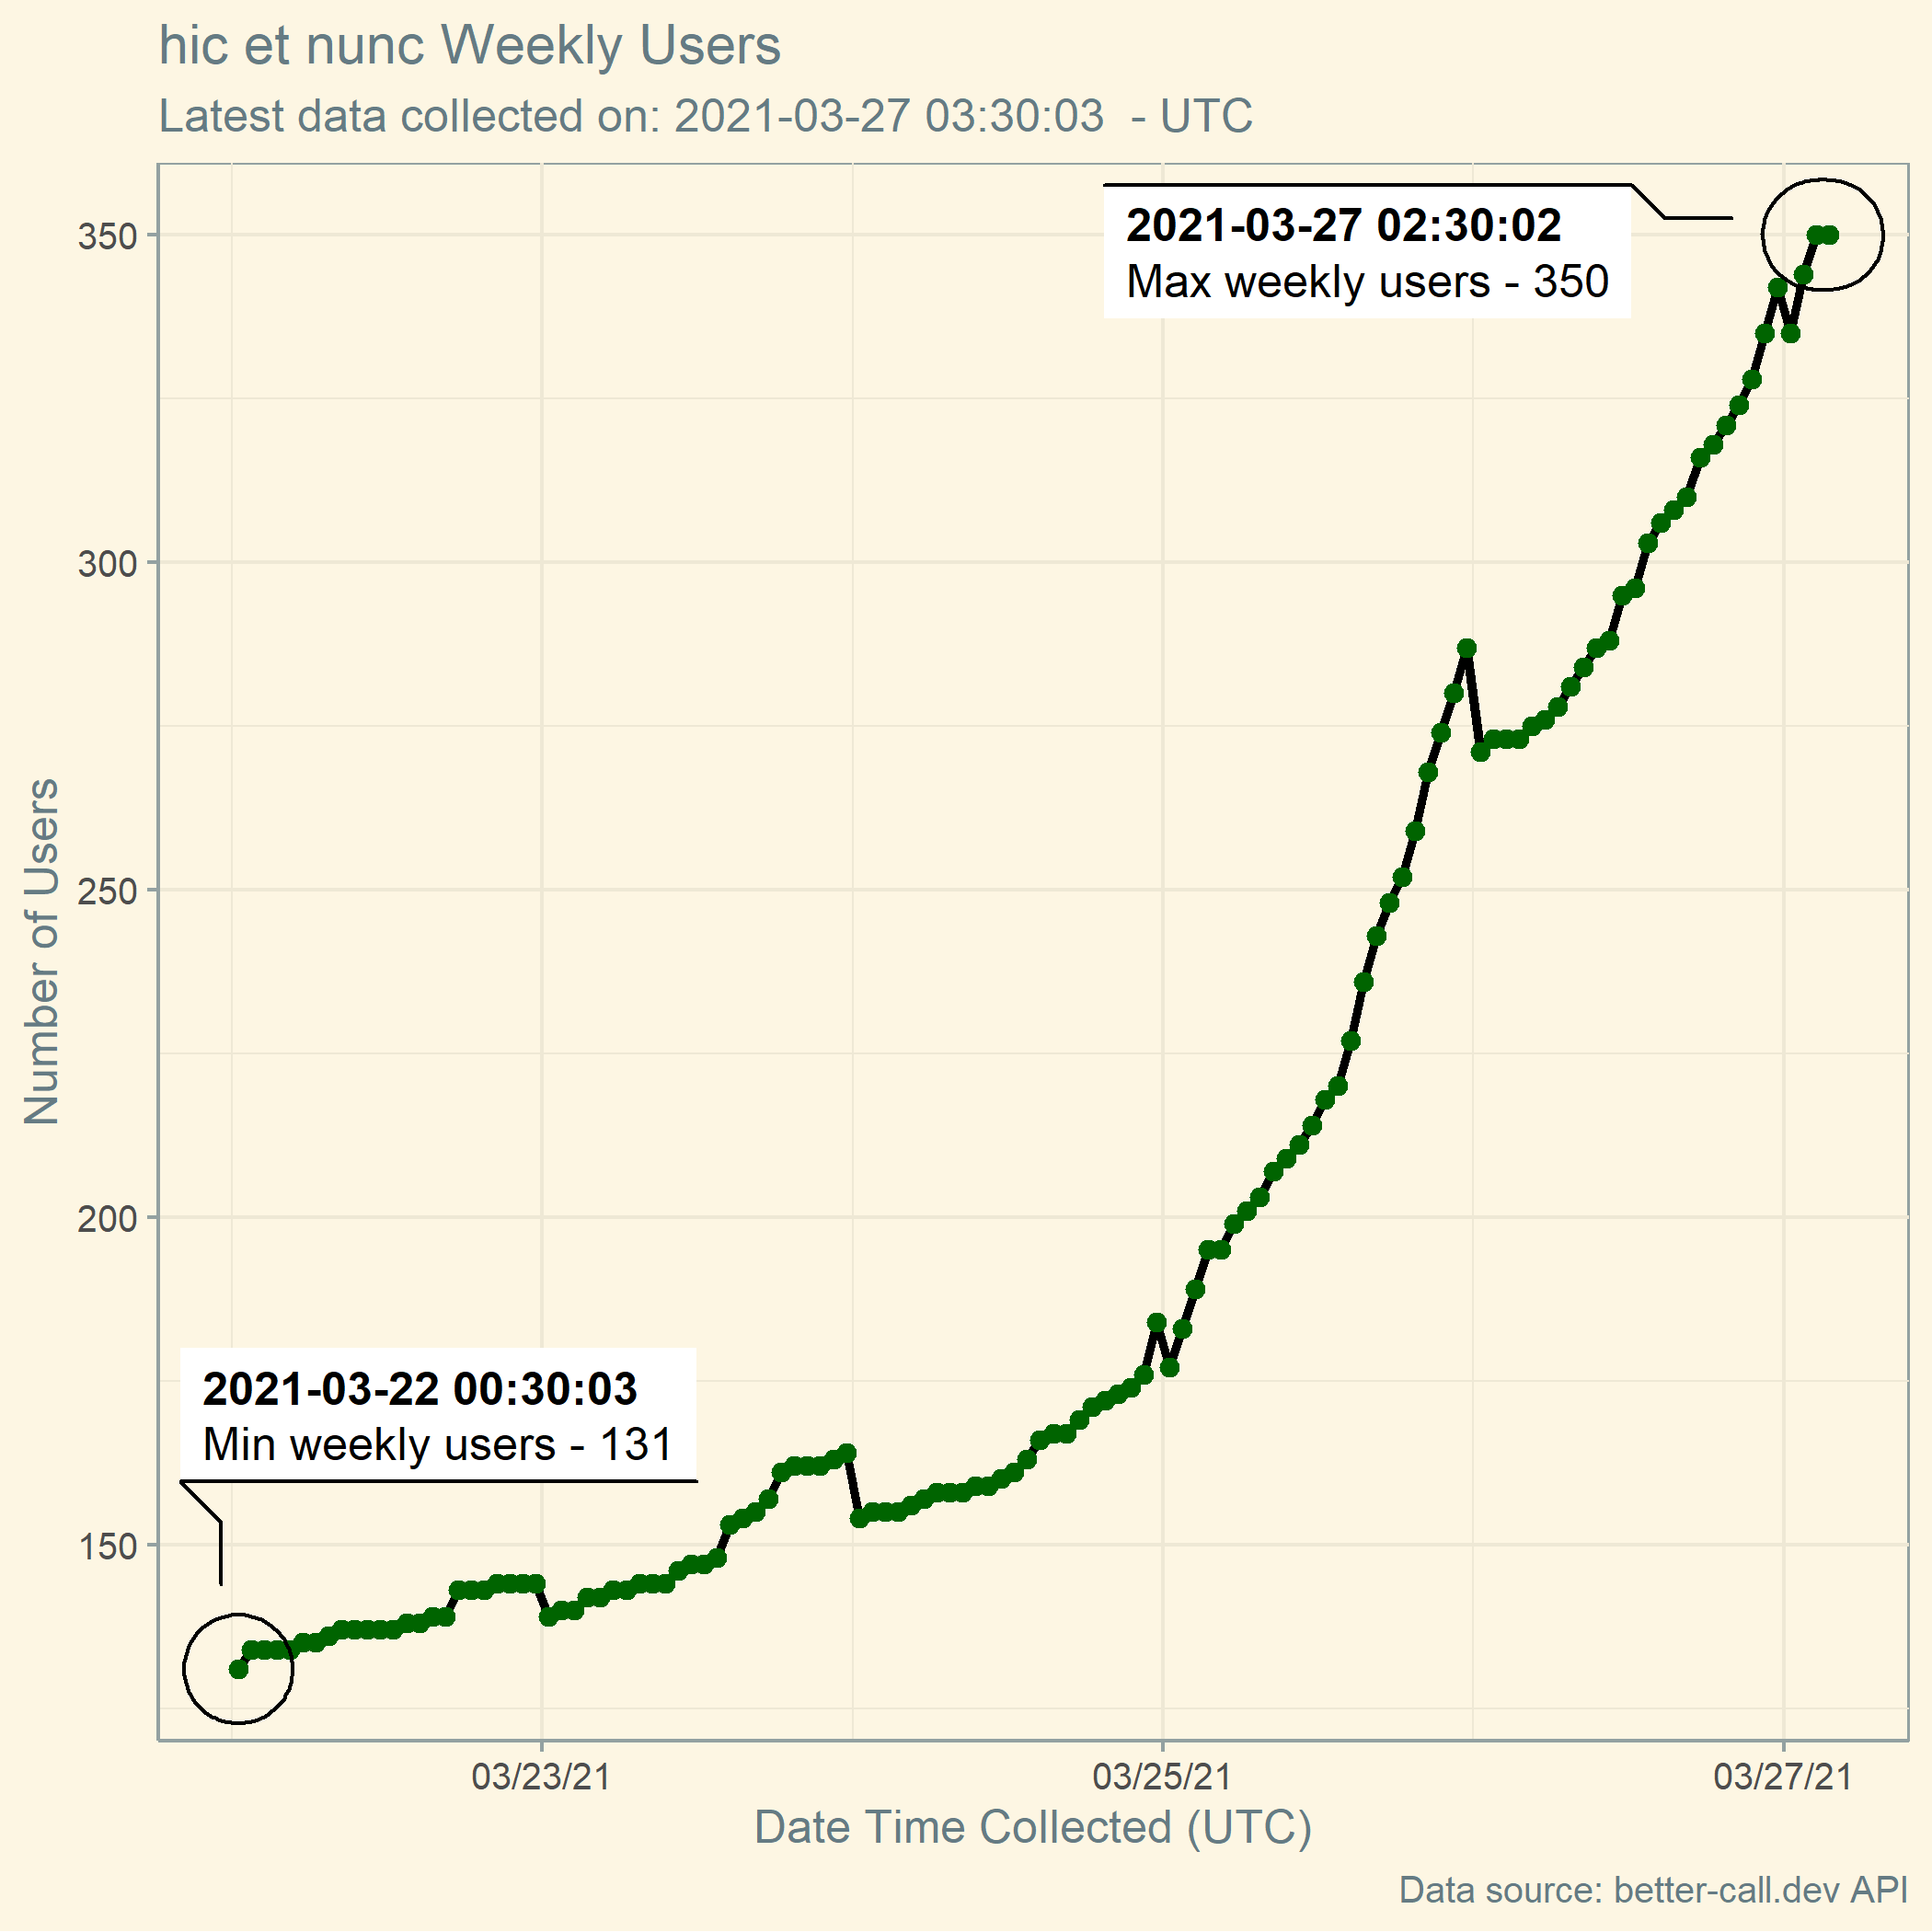 hic et nunc Weekly Users
Latest data collected on: 2021-03-27 03:30:03  - UTC
2021-03-27 02:30:02
Max weekly users - 350
350
300
250
200
150
Number of Users
2021-03-22 00:30:03
Min weekly users - 131
03/23/21
03/25/21
03/27/21
Date Time Collected (UTC)
Data source: better-call.dev API